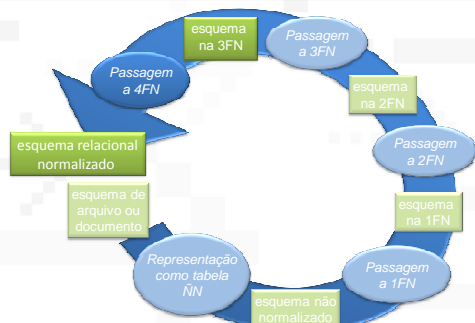 esquema
na 3FN
Passagem
a 3FN
Passagem
a 4FN
esquema
na 2FN
esquema relacional
normalizado
Passagem
a 2FN
esquema de
arquivo ou
documento
esquema
na 1FN
Representação
como tabela
ÑN
Passagem
a 1FN
esquema não
normalizado